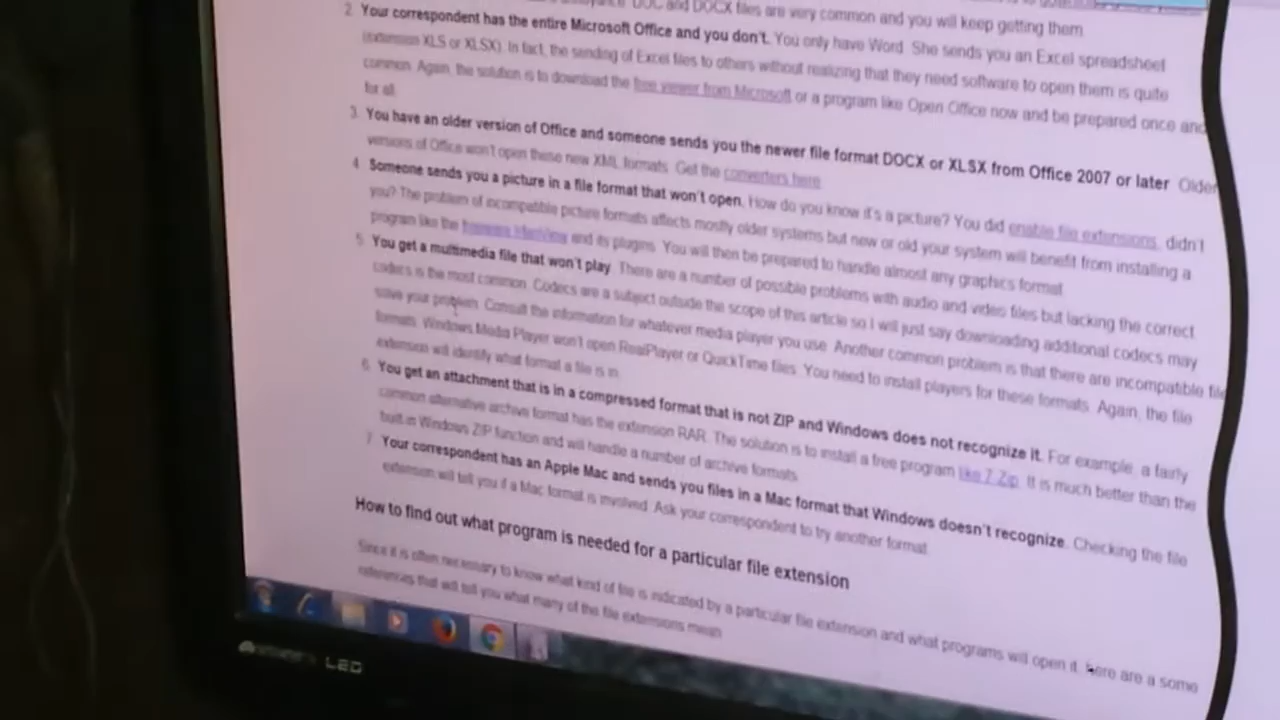 DOC and DOCX files are very common and you will keep getting them
2. Your correspondent has the entire Microsoft Office and you don't. You only have Word. She sends you an Excel spreadsheet
(extension XLS or XLSX). In fact, the sending of Excel files to others without realizing that they need software to open them is quite
common. Again, the solution is to download the free viewer from Microsoft or a program like Open Office now and be prepared once and
for all.
3. You have an older version of Office and someone sends you the newer file format DOCX or XLSX from Office 2007 or later Older
versions of Office won't open these new XML formats. Get the converters here.
4. Someone sends you a picture in a file format that won't open. How do you know it's a picture? You did enable file extensions, didn't
you? The problem of incompatible picture formats affects mostly older systems but new or old your system will benefit from installing a
program like the freeware IrfanView and its plugins. You will then be prepared to handle almost any graphics format.
5. You get a multimedia file that won't play. There are a number of possible problems with audio and video files but lacking the correct
codecs is the most common. Codecs are a subject outside the scope of this article so I will just say downloading additional codecs may
solve your problem. Consult the information for whatever media player you use. Another common problem is that there are incompatible file
formats. Windows Media Player won't open RealPlayer or QuickTime files. You need to install players for these formats. Again, the file
extension will identify what format a file is in.
6. You get an attachment that is in a compressed format that is not ZIP and Windows does not recognize it. For example, a fairly
common alternative archive format has the extension RAR. The solution is to install a free program like 7 Zip. It is much better than the
built-in Windows ZIP function and will handle a number of archive formats.
7. Your correspondent has an Apple Mac and sends you files in a Mac format that Windows doesn't recognize. Checking the file
extension will tell you if a Mac format is involved. Ask your correspondent to try another format.
How to find out what program is needed for a particular file extension
Since it is often necessary to know what kind of file is indicated by a particular file extension and what programs will open it, here are a some
references that will tell you what many of the file extensions mean.
LED